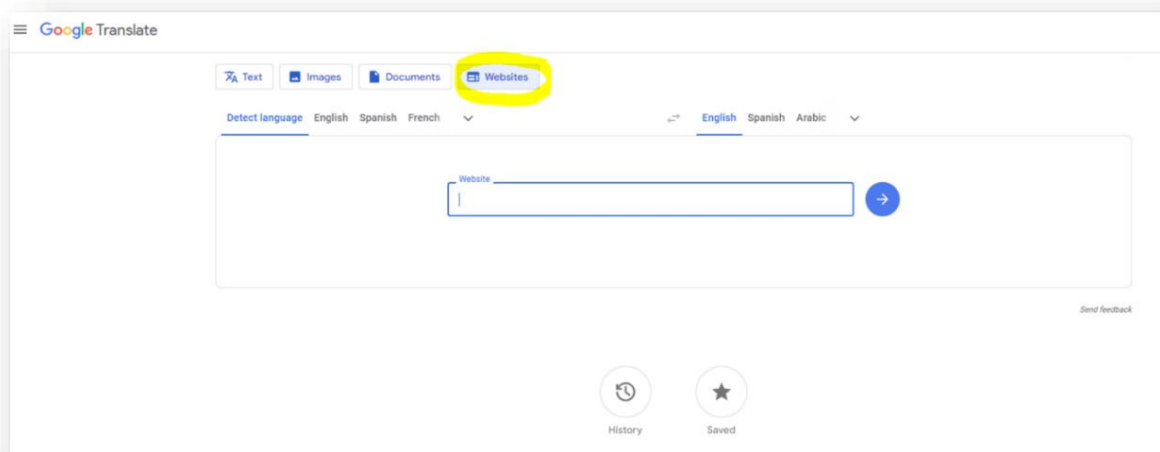 Google Translate
Text Images Documents Websites
Detect language English Spanish French English Spanish Arabic
Website
Send feedback
History Saved